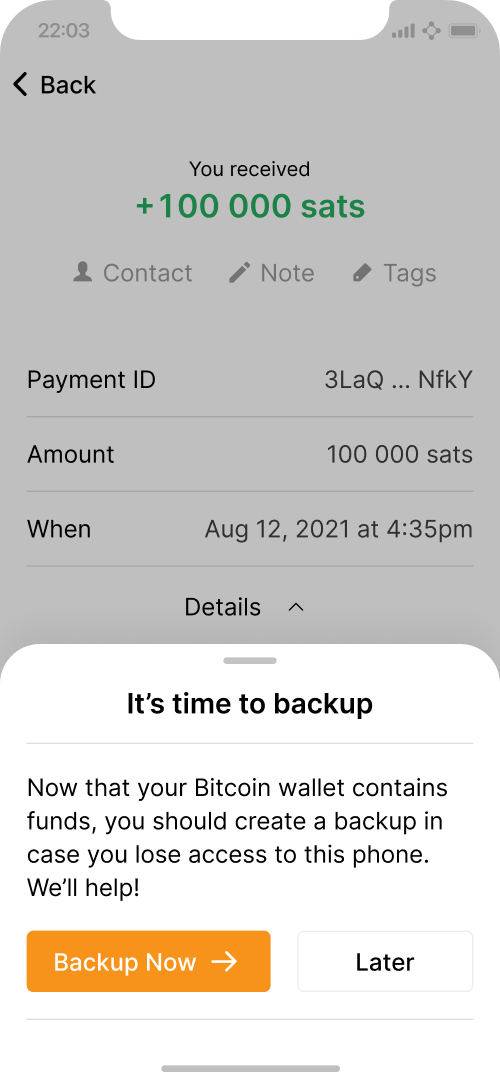 22:03
Back
You received
+100 000 sats
Contact Note Tags
Payment ID 3LaQ ... NfkY
Amount 100 000 sats
When Aug 12, 2021 at 4:35pm
Details
It’s time to backup
Now that your Bitcoin wallet contains
funds, you should create a backup in
case you lose access to this phone.
We’ll help!
Backup Now → Later